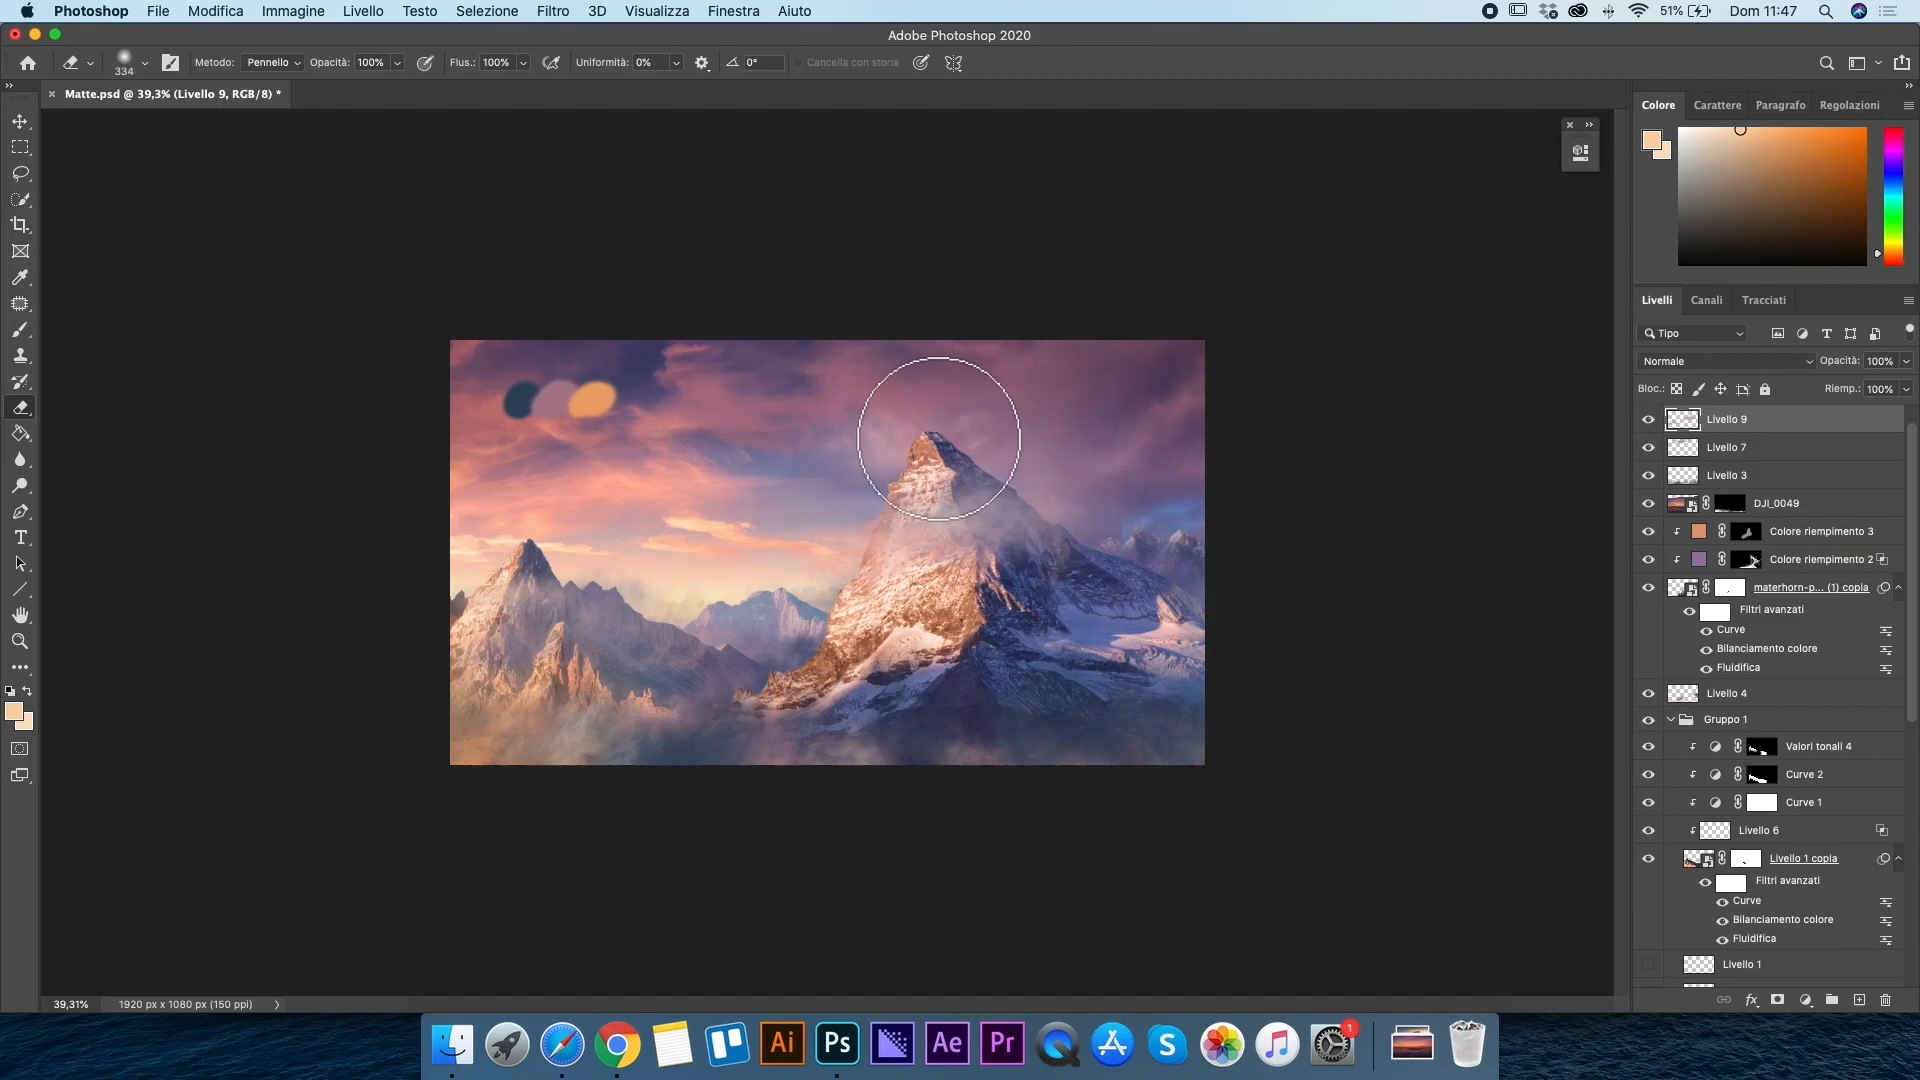 Photoshop File Modifica Immagine Livello Testo Selezione Filtro 3D Visualizza Finestra Aiuto 51% Dom 11:47
Adobe Photoshop 2020
334 Metodo: Pennello Opacità: 100% Flus.: 100% Uniformità: 0% 0° Cancella con storia
Matte.psd @ 39,3% (Livello 9, RGB/8) *
Colore Carattere Paragrafo Regolazioni
Livelli Canali Tracciati
Tipo
Normale Opacità: 100%
Bloc.: Riemp.: 100%
Livello 9
Livello 7
Livello 3
DJI_0049
Colore riempimento 3
Colore riempimento 2
materhorn-p... (1) copia
Filtri avanzati
Curve
Bilanciamento colore
Fluidifica
Livello 4
Gruppo 1
Valori tonali 4
Curve 2
Curve 1
Livello 6
Livello 1 copia
Filtri avanzati
Curve
Bilanciamento colore
Fluidifica
Livello 1
fx
39,31% 1920 px x 1080 px (150 ppi)
Ai Ps Ae Pr S 1